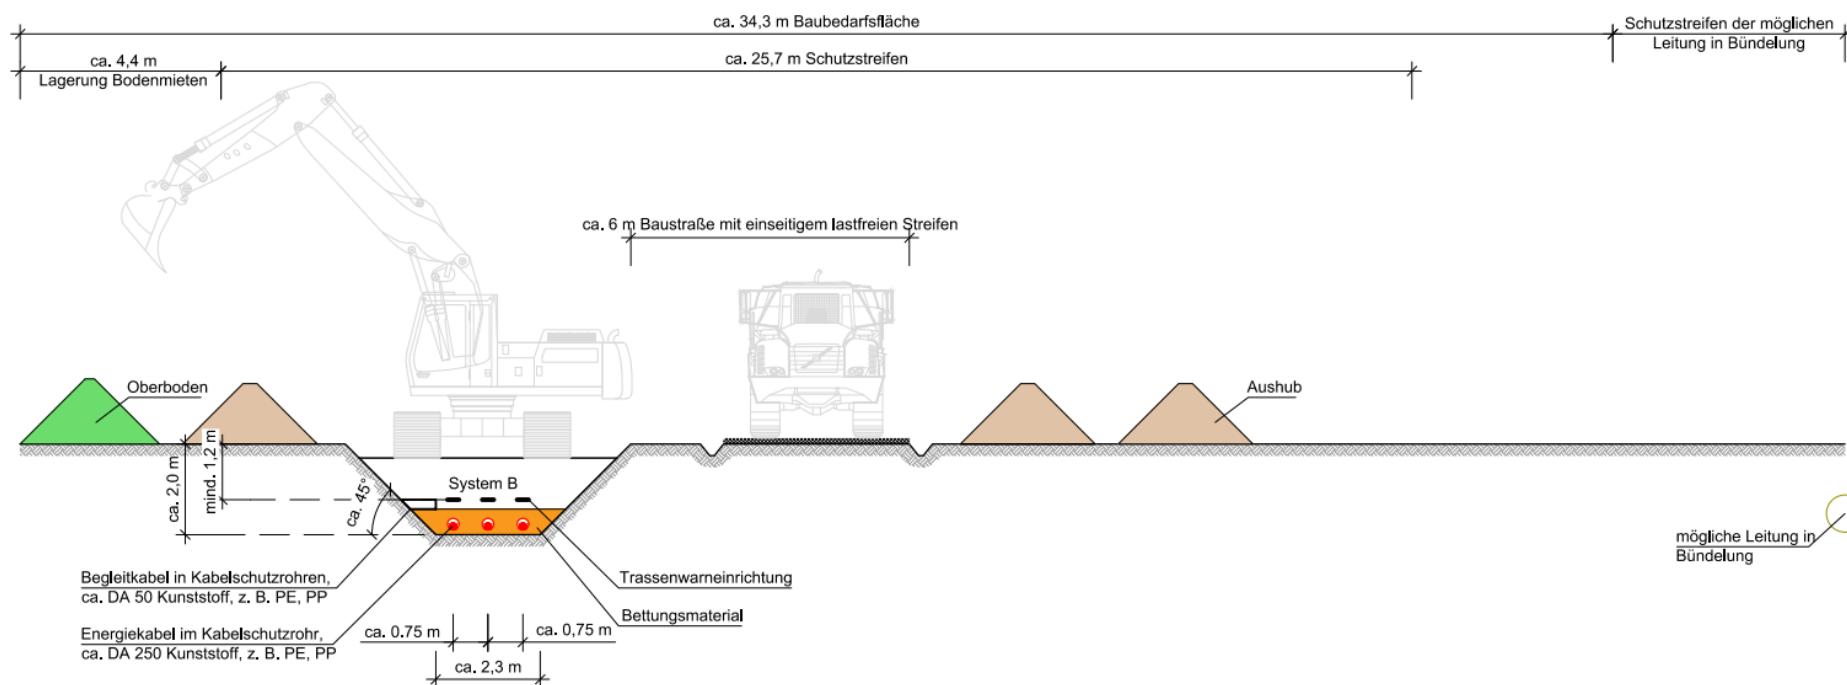 ca. 34,3 m Baubedarfsfläche
Schutzstreifen der möglichen
Leitung in Bündelung
ca. 4,4 m
Lagerung Bodenmieten
ca. 25,7 m Schutzstreifen
ca. 6 m Baustraße mit einseitigem lastfreien Streifen
Oberboden
Aushub
mind. 1,2 m
ca. 2,0 m
ca. 45°
System B
mögliche Leitung in
Bündelung
Begleitkabel in Kabelschutzrohren,
ca. DA 50 Kunststoff, z. B. PE, PP
Trassenwarneinrichtung
Bettungsmaterial
Energiekabel im Kabelschutzrohr,
ca. DA 250 Kunststoff, z. B. PE, PP
ca. 0.75 m
ca. 0,75 m
ca. 2,3 m